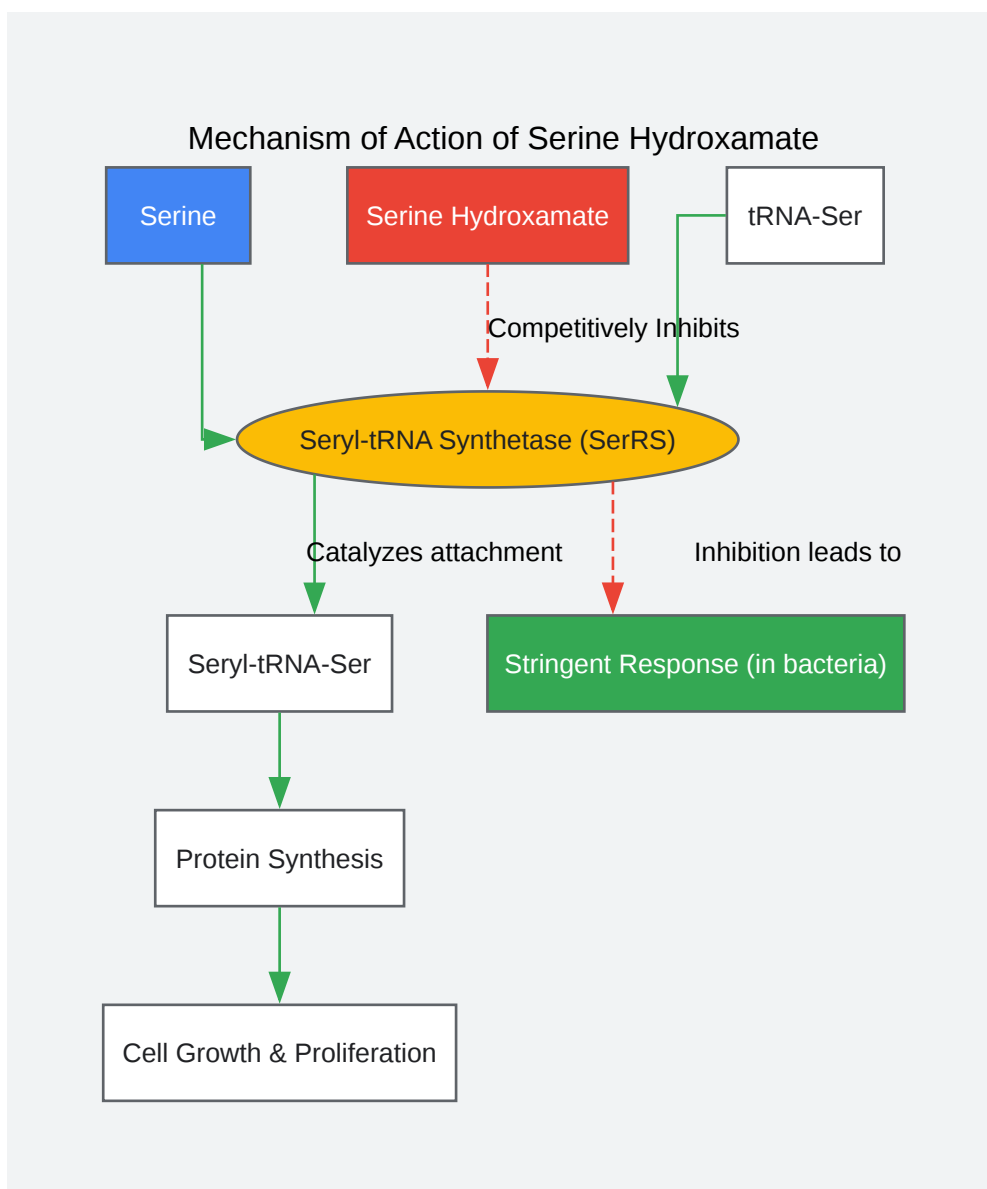 Mechanism of Action of Serine Hydroxamate
Serine
Serine Hydroxamate
tRNA-Ser
Competitively Inhibits
Seryl-tRNA Synthetase (SerRS)
Catalyzes attachment
Inhibition leads to
Seryl-tRNA-Ser
Stringent Response (in bacteria)
Protein Synthesis
Cell Growth & Proliferation